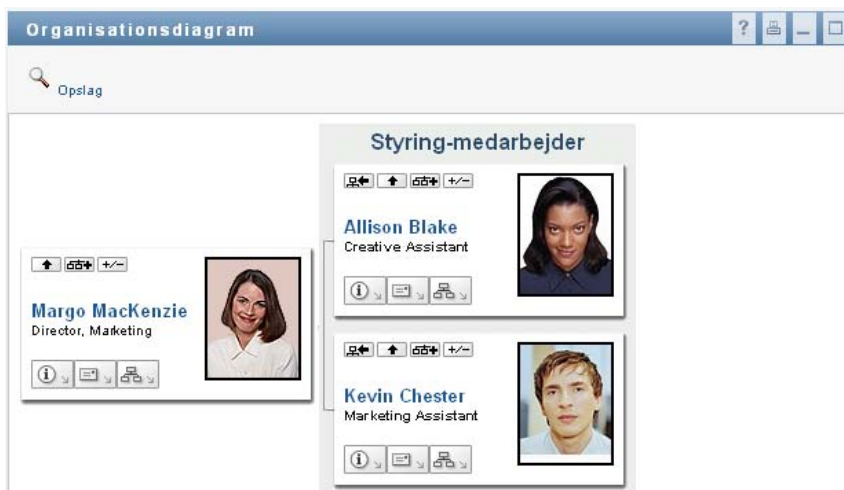 Organisationsdiagram
?
Opslag
Styring-medarbejder
+/−
Allison Blake
Creative Assistant
+/−
Margo MacKenzie
Director, Marketing
+/−
Kevin Chester
Marketing Assistant